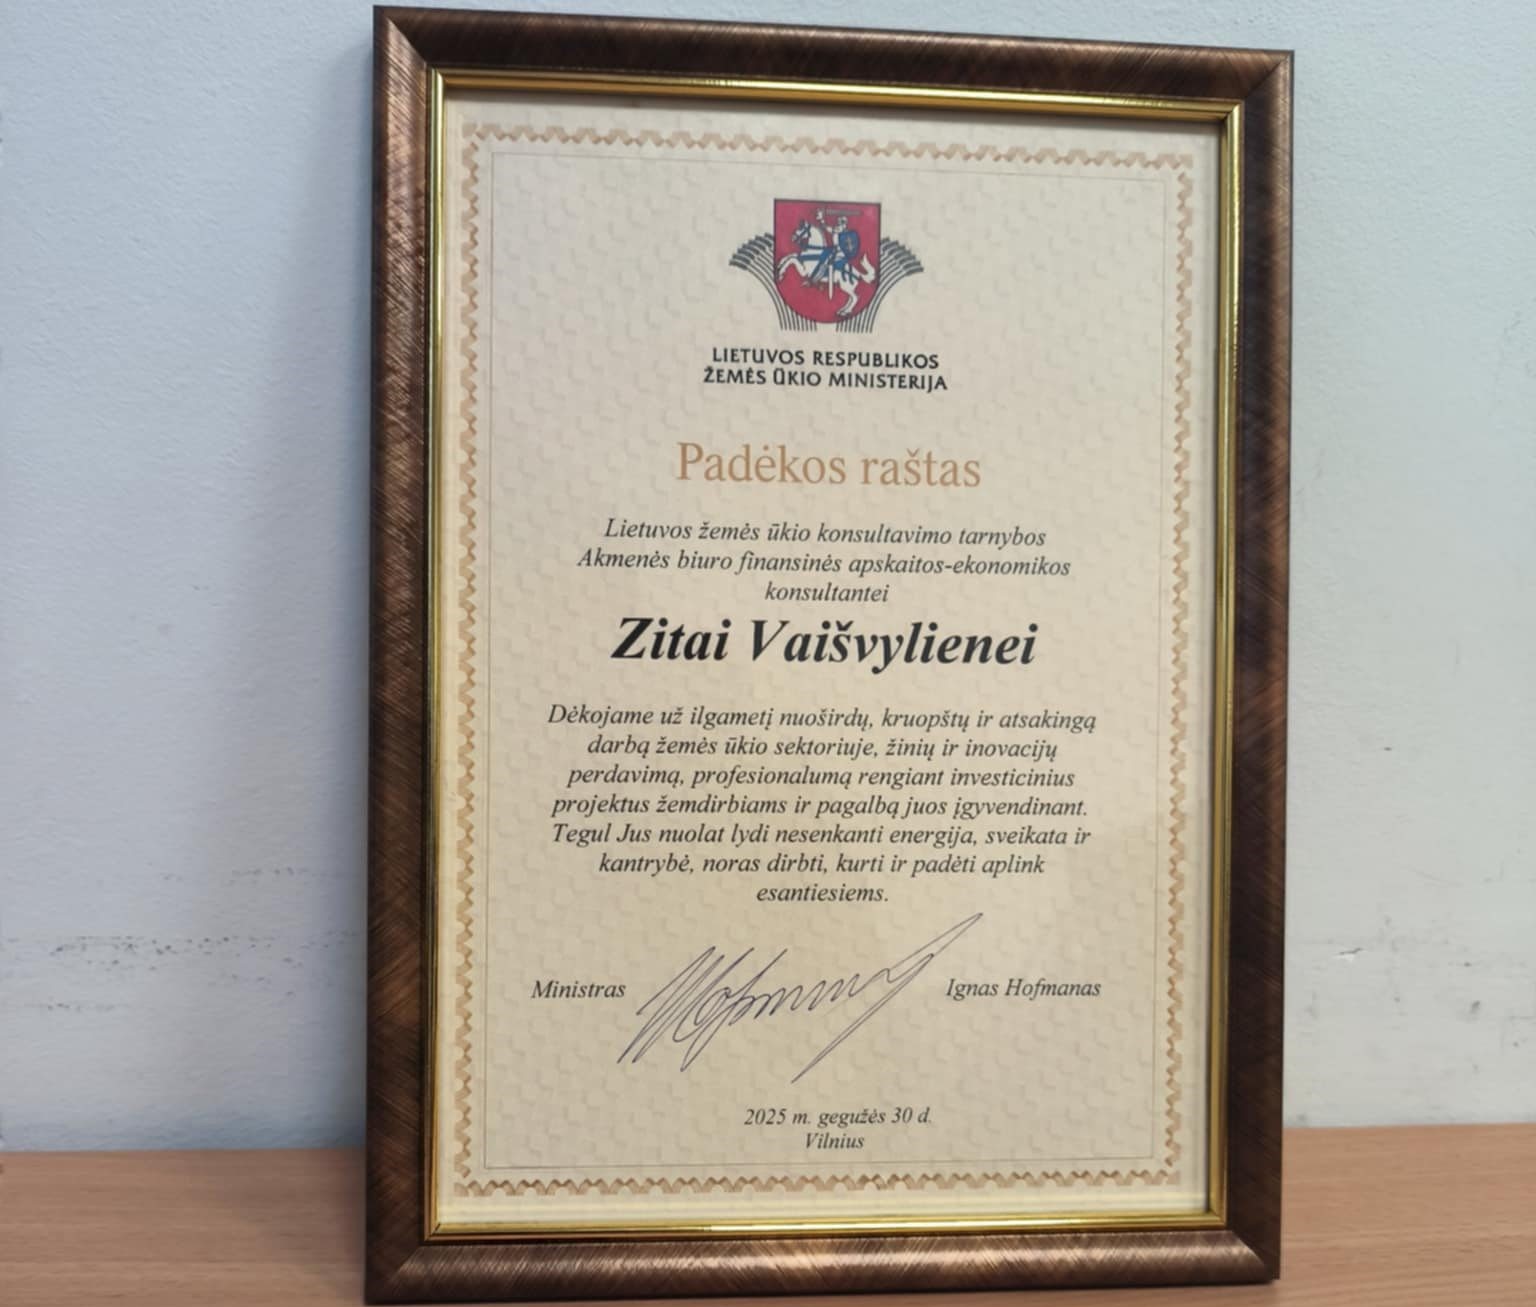 LIETUVOS RESPUBLIKOS
ŽEMĖS ŪKIO MINISTERIJA
Padėkos raštas
Lietuvos žemės ūkio konsultavimo tarnybos
Akmenės biuro finansinės apskaitos-ekonomikos
konsultantei
Zitai Vaišvylienei
Dėkojame už ilgametį nuoširdų, kruopštų ir atsakingą
darbą žemės ūkio sektoriuje, žinių ir inovacijų
perdavimą, profesionalumą rengiant investicinius
projektus žemdirbiams ir pagalbą juos įgyvendinant.
Tegul Jus nuolat lydi nesenkanti energija, sveikata ir
kantrybė, noras dirbti, kurti ir padėti aplink
esantiesiems.
Ministras Ignas Hofmanas
2025 m. gegužės 30 d.
Vilnius